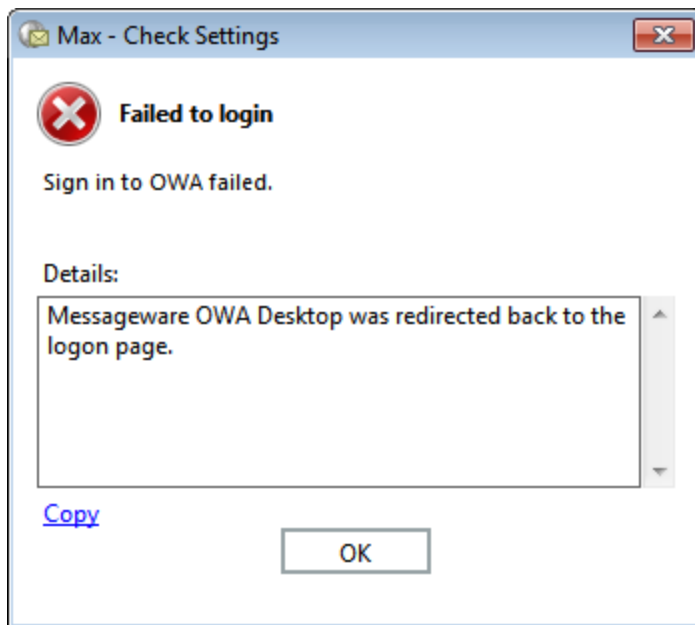 Max - Check Settings
Failed to login
Sign in to OWA failed.
Details:
Messageware OWA Desktop was redirected back to the
logon page.
Copy
OK